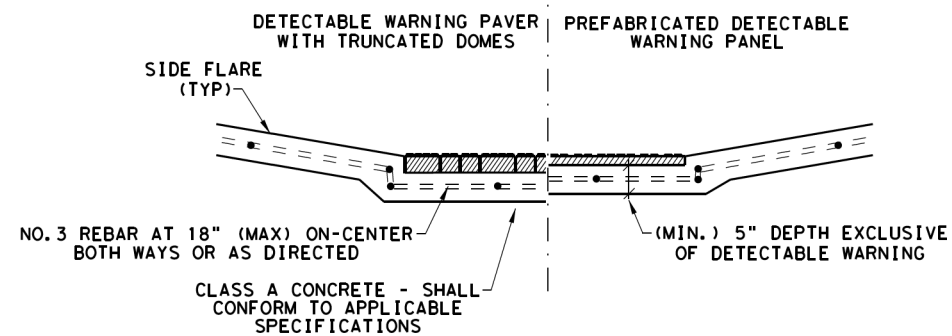 DETECTABLE WARNING PAVER
WITH TRUNCATED DOMES
PREFABRICATED DETECTABLE
WARNING PANEL
SIDE FLARE
(TYP)
NO.3 REBAR AT 18" (MAX) ON-CENTER
BOTH WAYS OR AS DIRECTED
(MIN.) 5" DEPTH EXCLUSIVE
OF DETECTABLE WARNING
CLASS A CONCRETE - SHALL
CONFORM TO APPLICABLE
SPECIFICATIONS